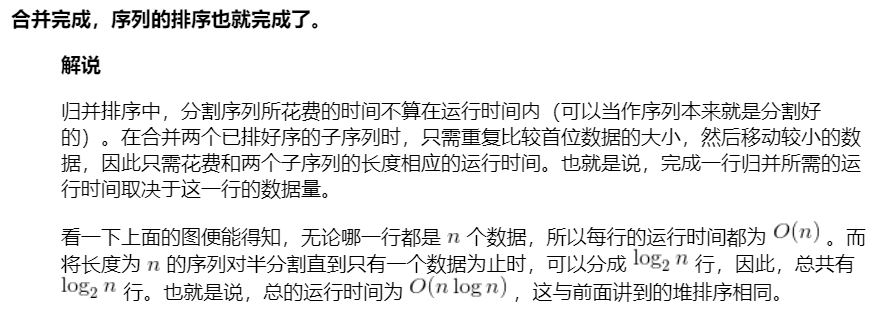 合并完成，序列的排序也就完成了。
解说
归并排序中，分割序列所花费的时间不算在运行时间内（可以当作序列本来就是分割好
的）。在合并两个已排好序的子序列时，只需重复比较首位数据的大小，然后移动较小的数
据，因此只需花费和两个子序列的长度相应的运行时间。也就是说，完成一行归并所需的运
行时间取决于这一行的数据量。
看一下上面的图便能得知，无论哪一行都是 n 个数据，所以每行的运行时间都为 O(n) 。而
将长度为 n 的序列对半分割直到只有一个数据为止时，可以分成 log₂ n 行，因此，总共有
log₂ n 行。也就是说，总的运行时间为 O(n log n) ，这与前面讲到的堆排序相同。